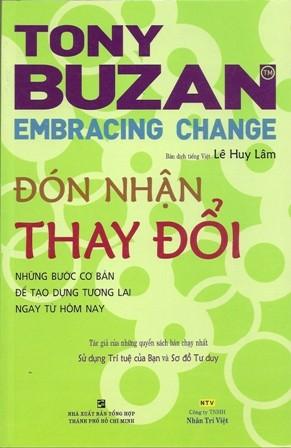 TONY
BUZAN™
EMBRACING CHANGE
Bản dịch tiếng Việt Lê Huy Lâm
ĐÓN NHẬN
THAY ĐỔI
NHỮNG BƯỚC CƠ BẢN
ĐỂ TẠO DỰNG TƯƠNG LAI
NGAY TỪ HÔM NAY
Tác giả của những quyển sách bán chạy nhất
Sử dụng Trí tuệ của Bạn và Sơ đồ Tư duy
NHÀ XUẤT BẢN TỔNG HỢP
THÀNH PHỐ HỒ CHÍ MINH
NTV
Công ty TNHH
Nhân Trí Việt